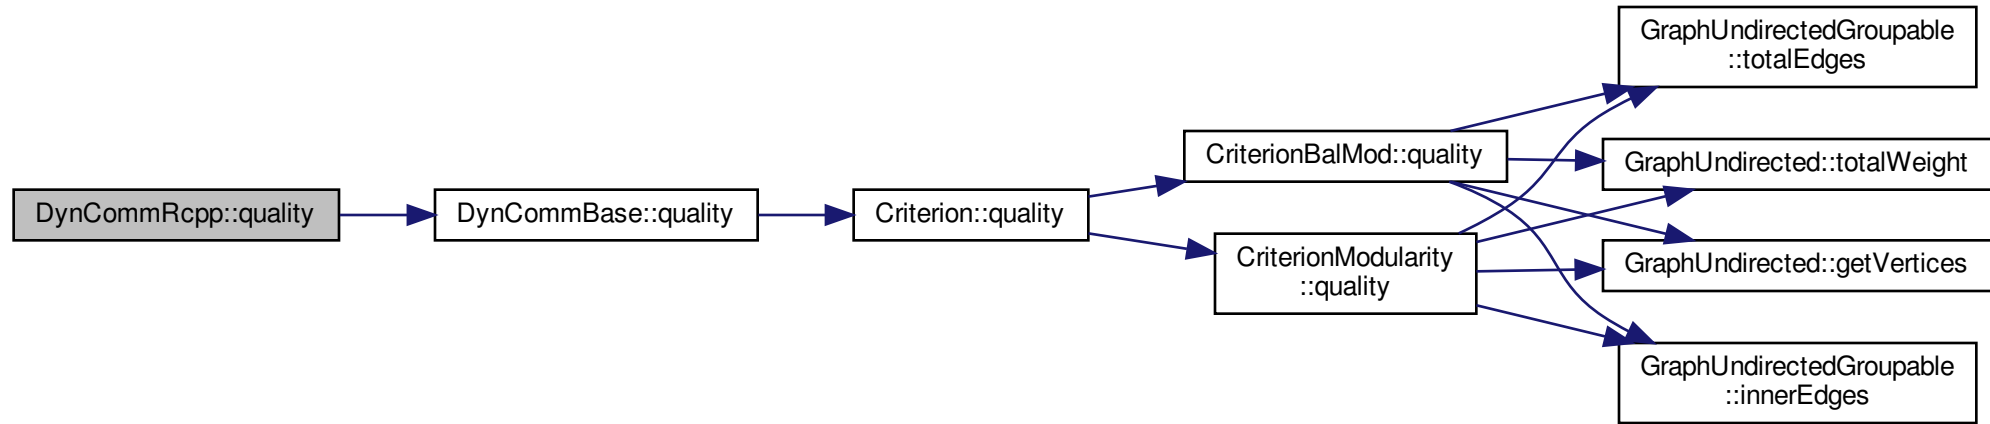 DynCommRcpp::quality
DynCommBase::quality
Criterion::quality
CriterionBalMod::quality
CriterionModularity
::quality
GraphUndirectedGroupable
::totalEdges
GraphUndirected::totalWeight
GraphUndirected::getVertices
GraphUndirectedGroupable
::innerEdges